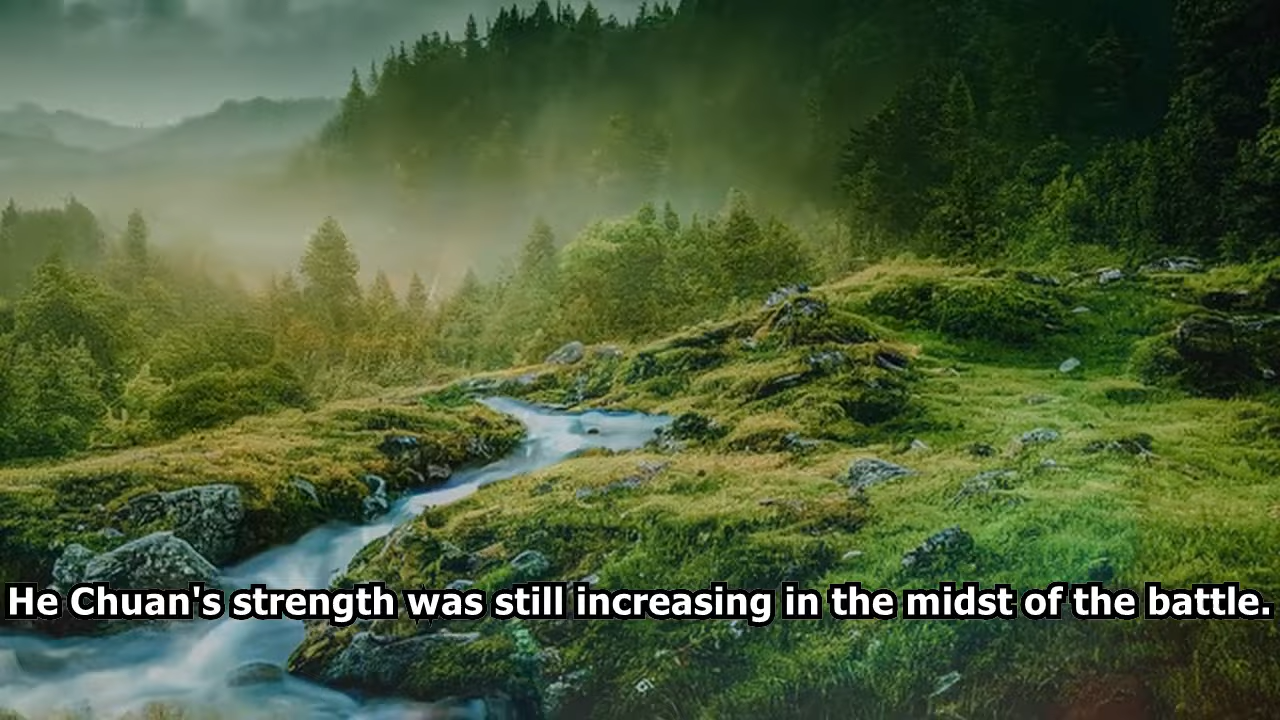 He Chuan's strength was still increasing in the midst of the battle.